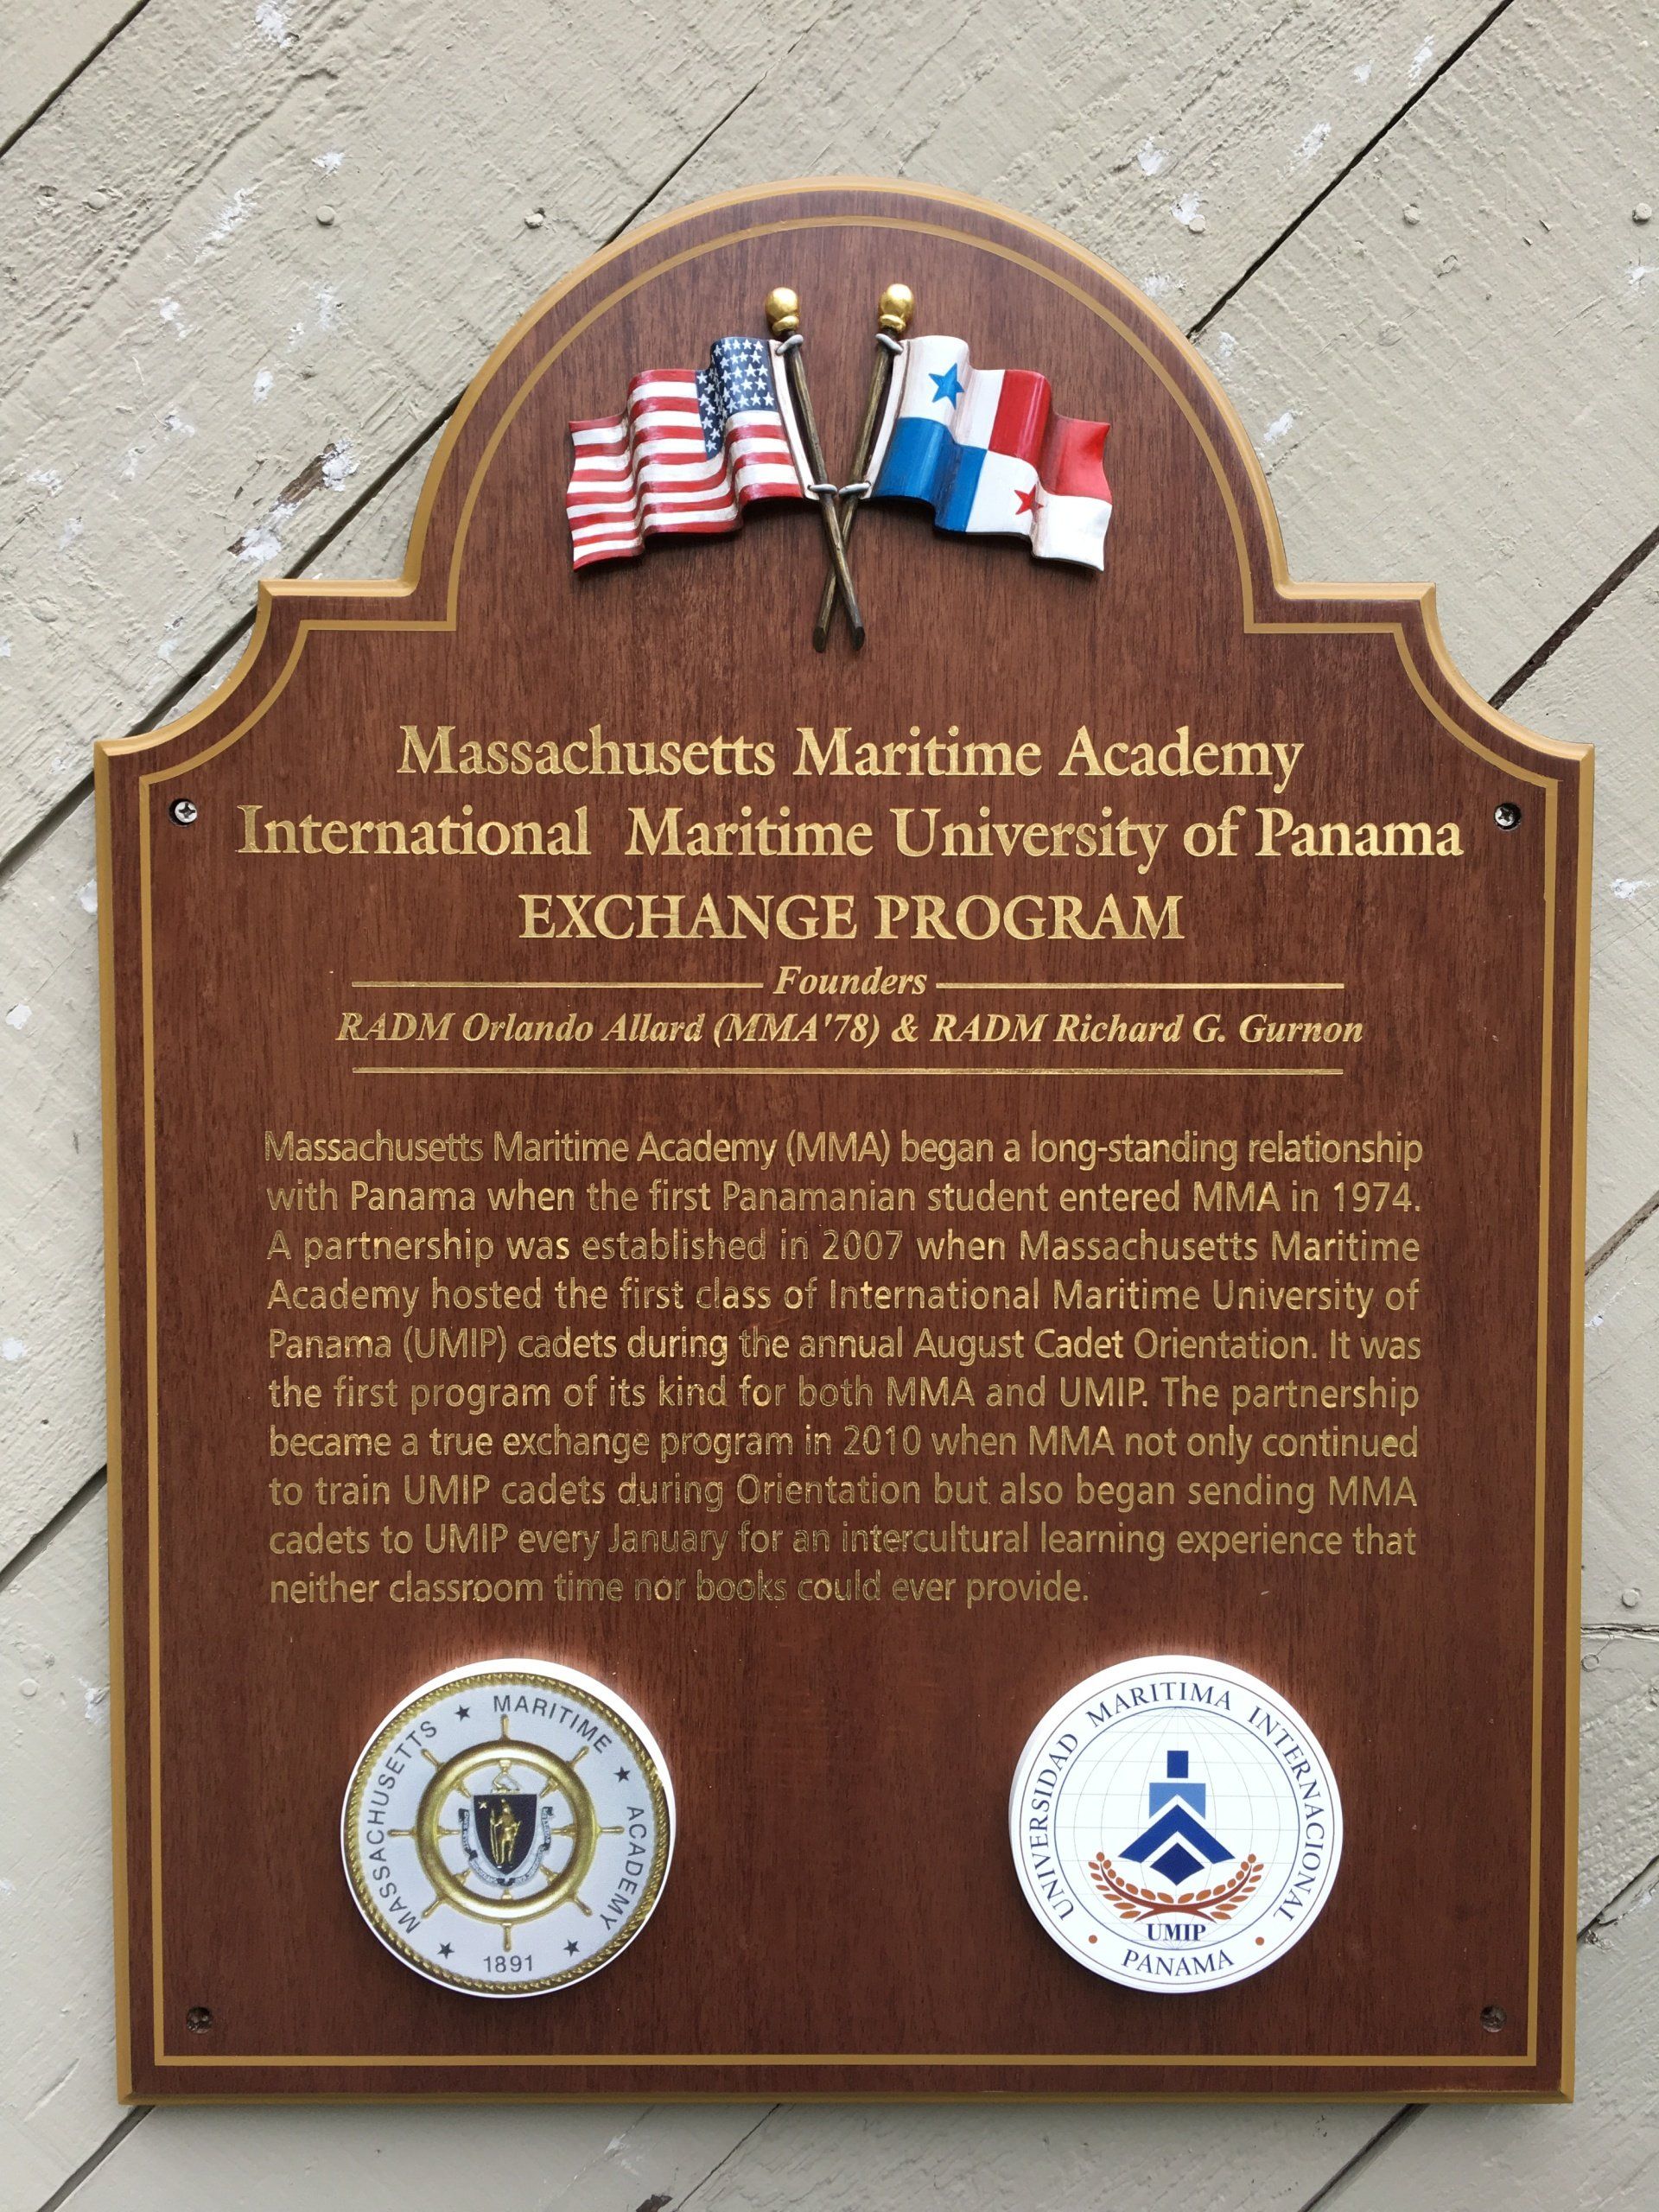 Massachusetts Maritime Academy
International Maritime University of Panama
EXCHANGE PROGRAM
Founders
RADM Orlando Allard (MMA'78) & RADM Richard G. Gurnon
Massachusetts Maritime Academy (MMA) began a long-standing relationship
with Panama when the first Panamanian student entered MMA in 1974.
A partnership was established in 2007 when Massachusetts Maritime
Academy hosted the first class of International Maritime University of
Panama (UMIP) cadets during the annual August Cadet Orientation. It was
the first program of its kind for both MMA and UMIP. The partnership
became a true exchange program in 2010 when MMA not only continued
to train UMIP cadets during Orientation but also began sending MMA
cadets to UMIP every January for an intercultural learning experience that
neither classroom time nor books could ever provide.
MASSACHUSETTS ★ MARITIME ★ ACADEMY ★ 1891 ★
UNIVERSIDAD MARITIMA INTERNACIONAL
UMIP
• PANAMA •